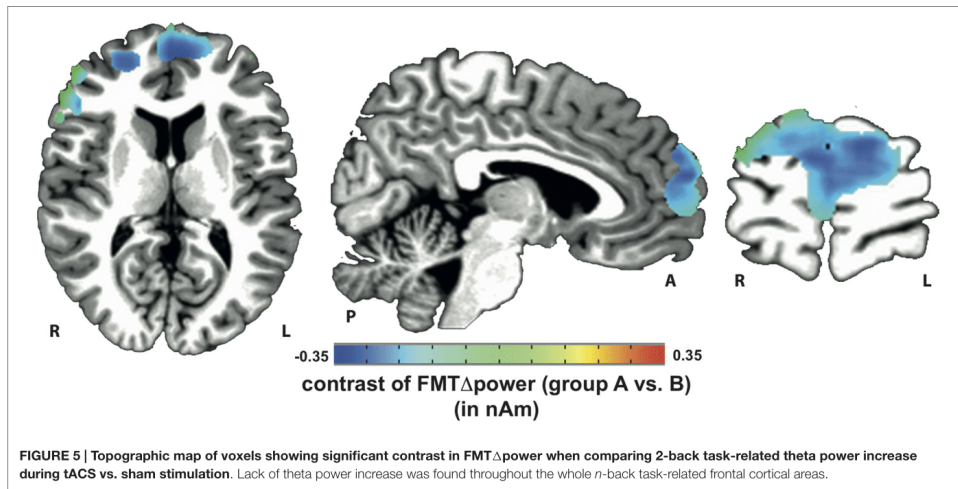 R
L
P
A
R
L
-0.35 0.35
contrast of FMTΔpower (group A vs. B)
(in nAm)
FIGURE 5 | Topographic map of voxels showing significant contrast in FMTΔpower when comparing 2-back task-related theta power increase
during tACS vs. sham stimulation. Lack of theta power increase was found throughout the whole n-back task-related frontal cortical areas.